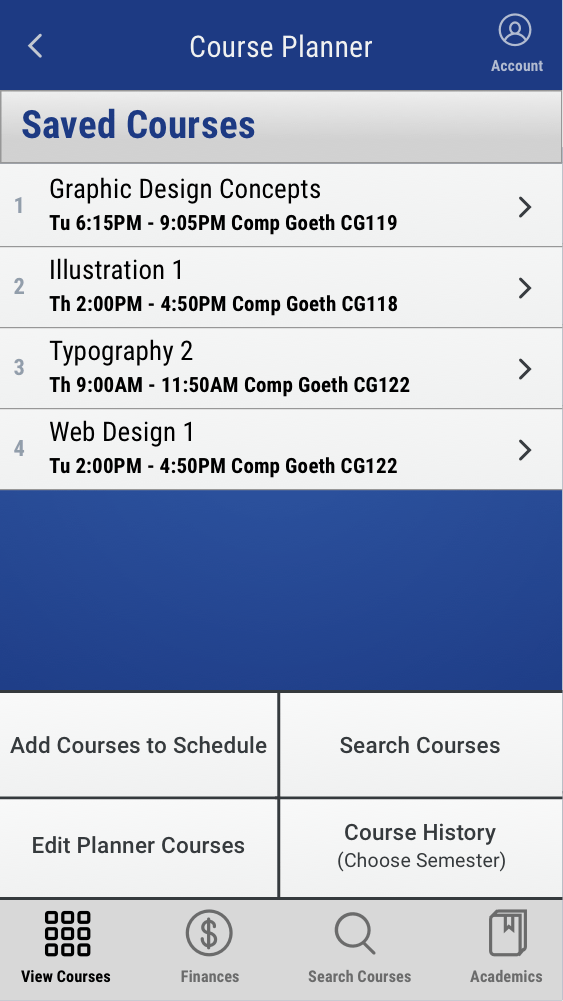 Course Planner
Account
Saved Courses
1
Graphic Design Concepts
Tu 6:15PM - 9:05PM Comp Goeth CG119
2
Illustration 1
Th 2:00PM - 4:50PM Comp Goeth CG118
3
Typography 2
Th 9:00AM - 11:50AM Comp Goeth CG122
4
Web Design 1
Tu 2:00PM - 4:50PM Comp Goeth CG122
Add Courses to Schedule
Search Courses
Edit Planner Courses
Course History
(Choose Semester)
View Courses
Finances
Search Courses
Academics